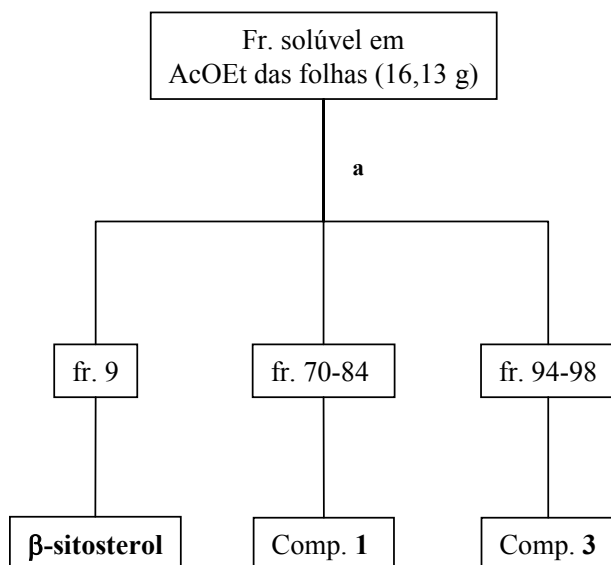 Fr. solúvel em
AcOEt das folhas (16,13 g)
a
fr. 9
fr. 70-84
fr. 94-98
β-sitosterol
Comp. 1
Comp. 3